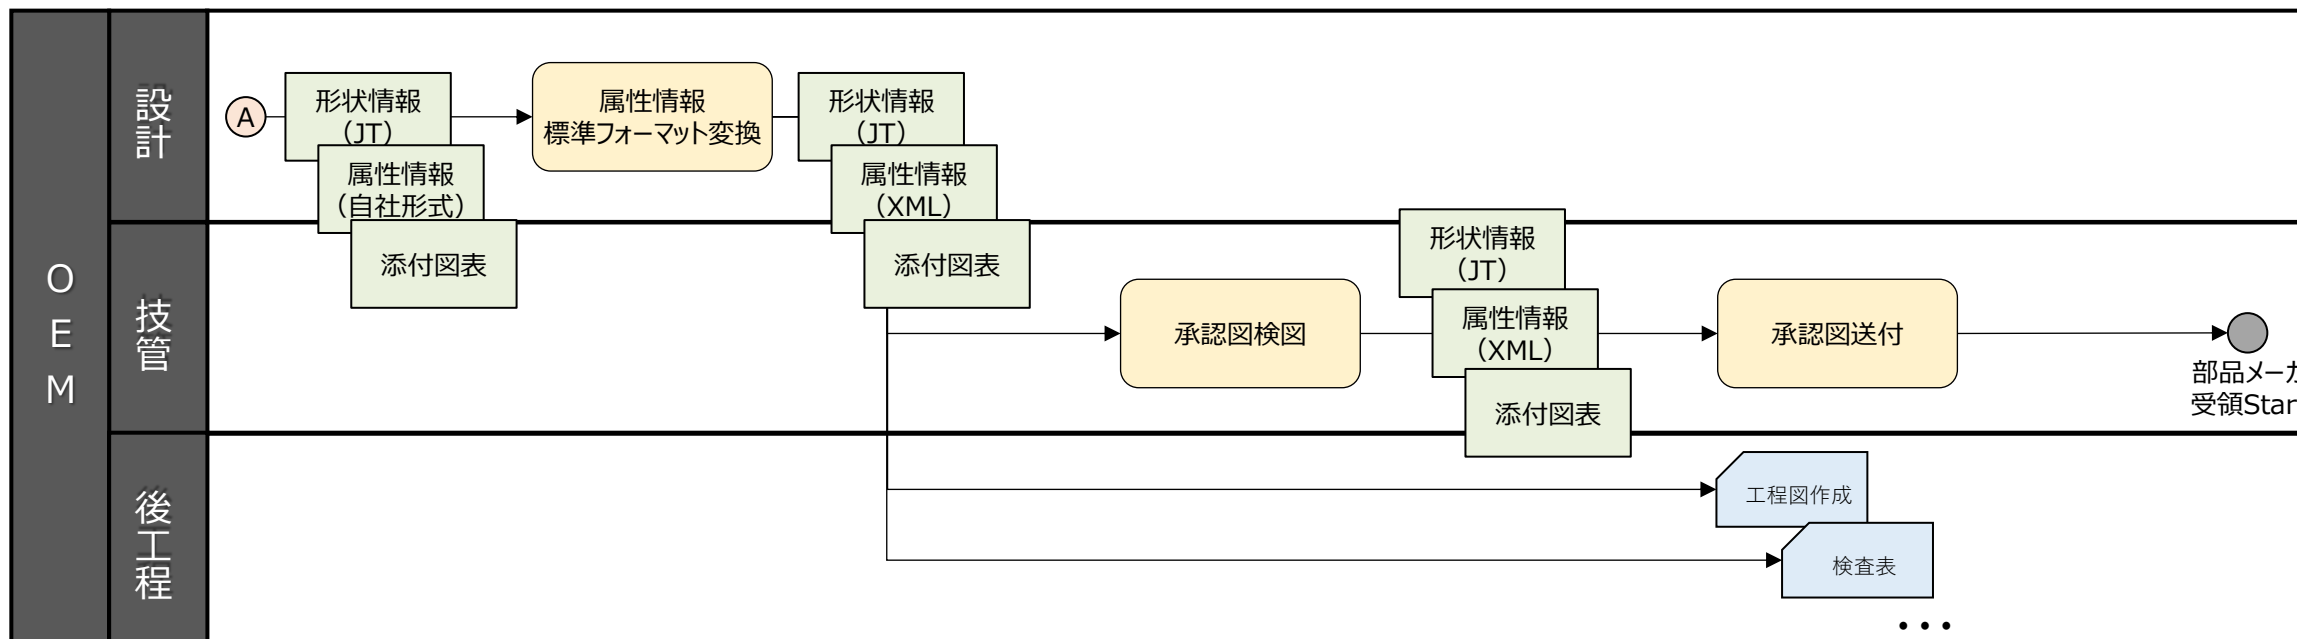 OEM
設計
A
形状情報
(JT)
属性情報
(自社形式)
添付図表
属性情報
標準フォーマット変換
形状情報
(JT)
属性情報
(XML)
添付図表
技管
承認図検図
形状情報
(JT)
属性情報
(XML)
添付図表
承認図送付
部品メーカ
受領Star
後工程
工程図作成
検査表
・・・